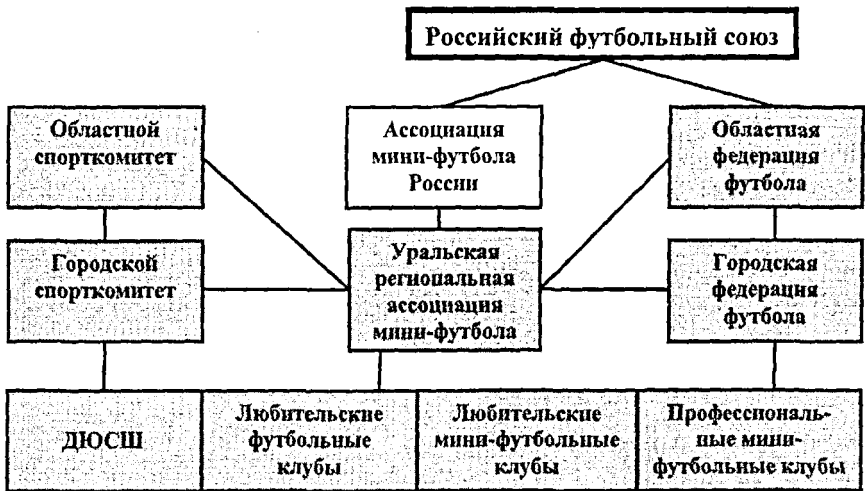 Российский футбольный союз
Областной
спорткомитет
Ассоциация
мини-футбола
России
Областная
федерация
футбола
Городской
спорткомитет
Уральская
региональная
ассоциация
мини-футбола
Городская
федерация
футбола
ДЮСШ
Любительские
футбольные
клубы
Любительские
мини-футбольные
клубы
Профессиональ-
ные мини-
футбольные клубы